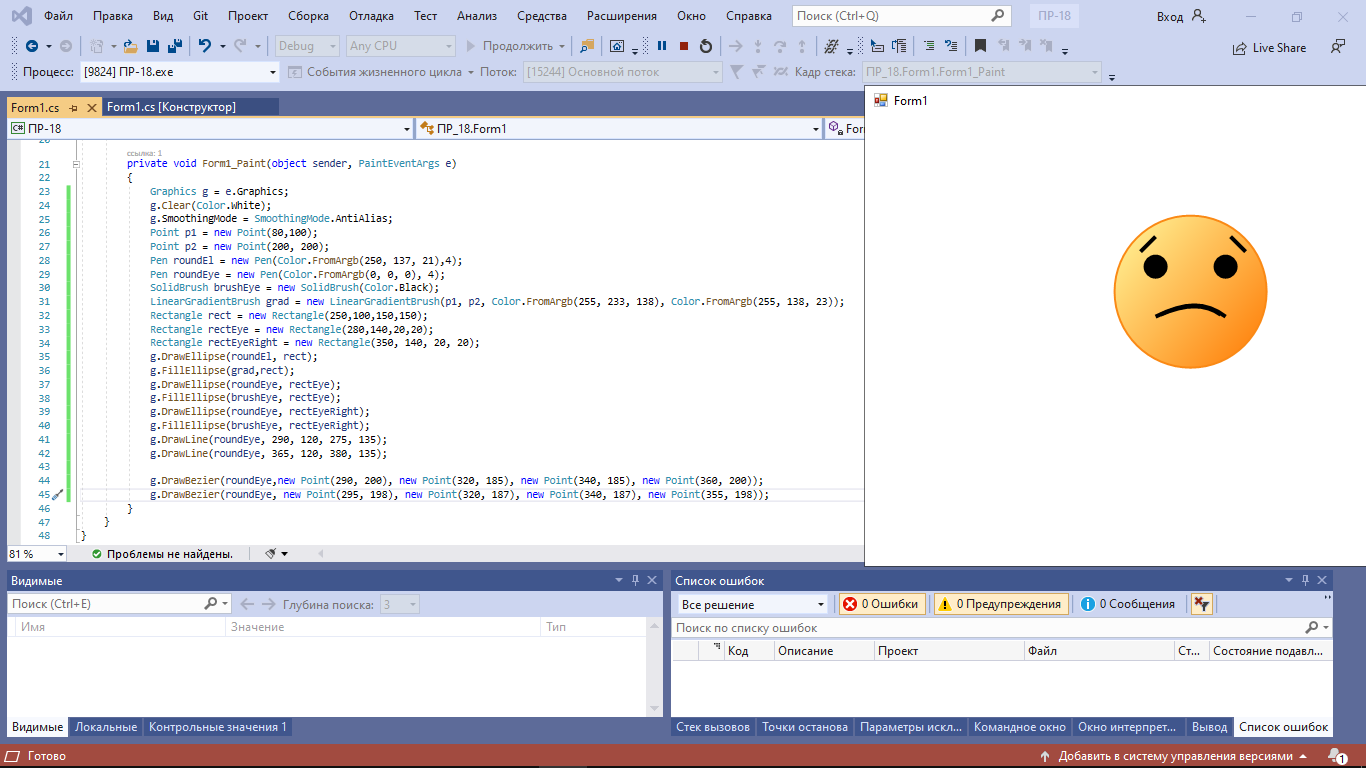 Файл Правка Вид Git Проект Сборка Отладка Тест Анализ Средства Расширения Окно Справка Поиск (Ctrl+Q) ПР-18 Вход
Debug Any CPU Продолжить Live Share
Процесс: [9824] ПР-18.exe События жизненного цикла Поток: [15244] Основной поток Кадр стека: ПР_18.Form1.Form1_Paint
Form1.cs Form1.cs [Конструктор] Form1
C# ПР-18 ПР_18.Form1 For
20
ссылка: 1
21 private void Form1_Paint(object sender, PaintEventArgs e)
22 {
23 Graphics g = e.Graphics;
24 g.Clear(Color.White);
25 g.SmoothingMode = SmoothingMode.AntiAlias;
26 Point p1 = new Point(80,100);
27 Point p2 = new Point(200, 200);
28 Pen roundEl = new Pen(Color.FromArgb(250, 137, 21),4);
29 Pen roundEye = new Pen(Color.FromArgb(0, 0, 0), 4);
30 SolidBrush brushEye = new SolidBrush(Color.Black);
31 LinearGradientBrush grad = new LinearGradientBrush(p1, p2, Color.FromArgb(255, 233, 138), Color.FromArgb(255, 138, 23));
32 Rectangle rect = new Rectangle(250,100,150,150);
33 Rectangle rectEye = new Rectangle(280,140,20,20);
34 Rectangle rectEyeRight = new Rectangle(350, 140, 20, 20);
35 g.DrawEllipse(roundEl, rect);
36 g.FillEllipse(grad,rect);
37 g.DrawEllipse(roundEye, rectEye);
38 g.FillEllipse(brushEye, rectEye);
39 g.DrawEllipse(roundEye, rectEyeRight);
40 g.FillEllipse(brushEye, rectEyeRight);
41 g.DrawLine(roundEye, 290, 120, 275, 135);
42 g.DrawLine(roundEye, 365, 120, 380, 135);
43
44 g.DrawBezier(roundEye,new Point(290, 200), new Point(320, 185), new Point(340, 185), new Point(360, 200));
45 g.DrawBezier(roundEye, new Point(295, 198), new Point(320, 187), new Point(340, 187), new Point(355, 198));
46 }
47 }
48 }
81 % Проблемы не найдены.
Видимые
Поиск (Ctrl+E) Глубина поиска: 3
Имя Значение Тип
Видимые Локальные Контрольные значения 1
Список ошибок
Все решение 0 Ошибки 0 Предупреждения 0 Сообщения
Поиск по списку ошибок
Код Описание Проект Файл Ст... Состояние подавл...
Стек вызовов Точки останова Параметры искл... Командное окно Окно интерпрет... Вывод Список ошибок
Готово Добавить в систему управления версиями 1